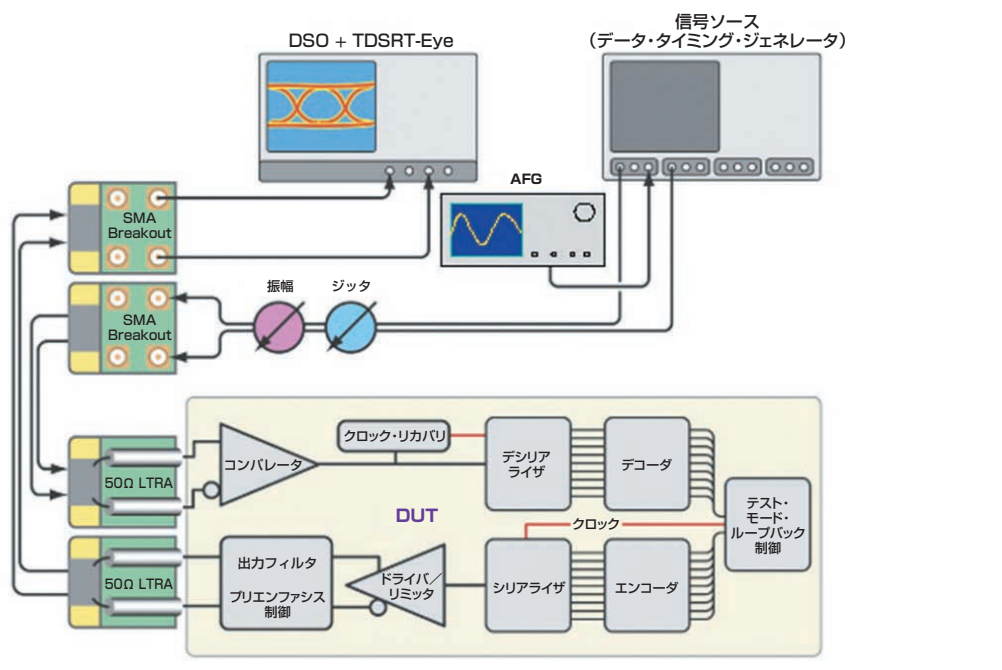 DSO + TDSRT-Eye
信号ソース
(データ・タイミング・ジェネレータ)
AFG
SMA
Breakout
振幅
ジッタ
SMA
Breakout
クロック・リカバリ
コンパレータ
デシリア
ライザ
デコーダ
50Ω LTRA
DUT
クロック
テスト・
モード・
ループバック
制御
50Ω LTRA
出力フィルタ
プリエンファシス
制御
ドライバ/
リミッタ
シリアライザ
エンコーダ